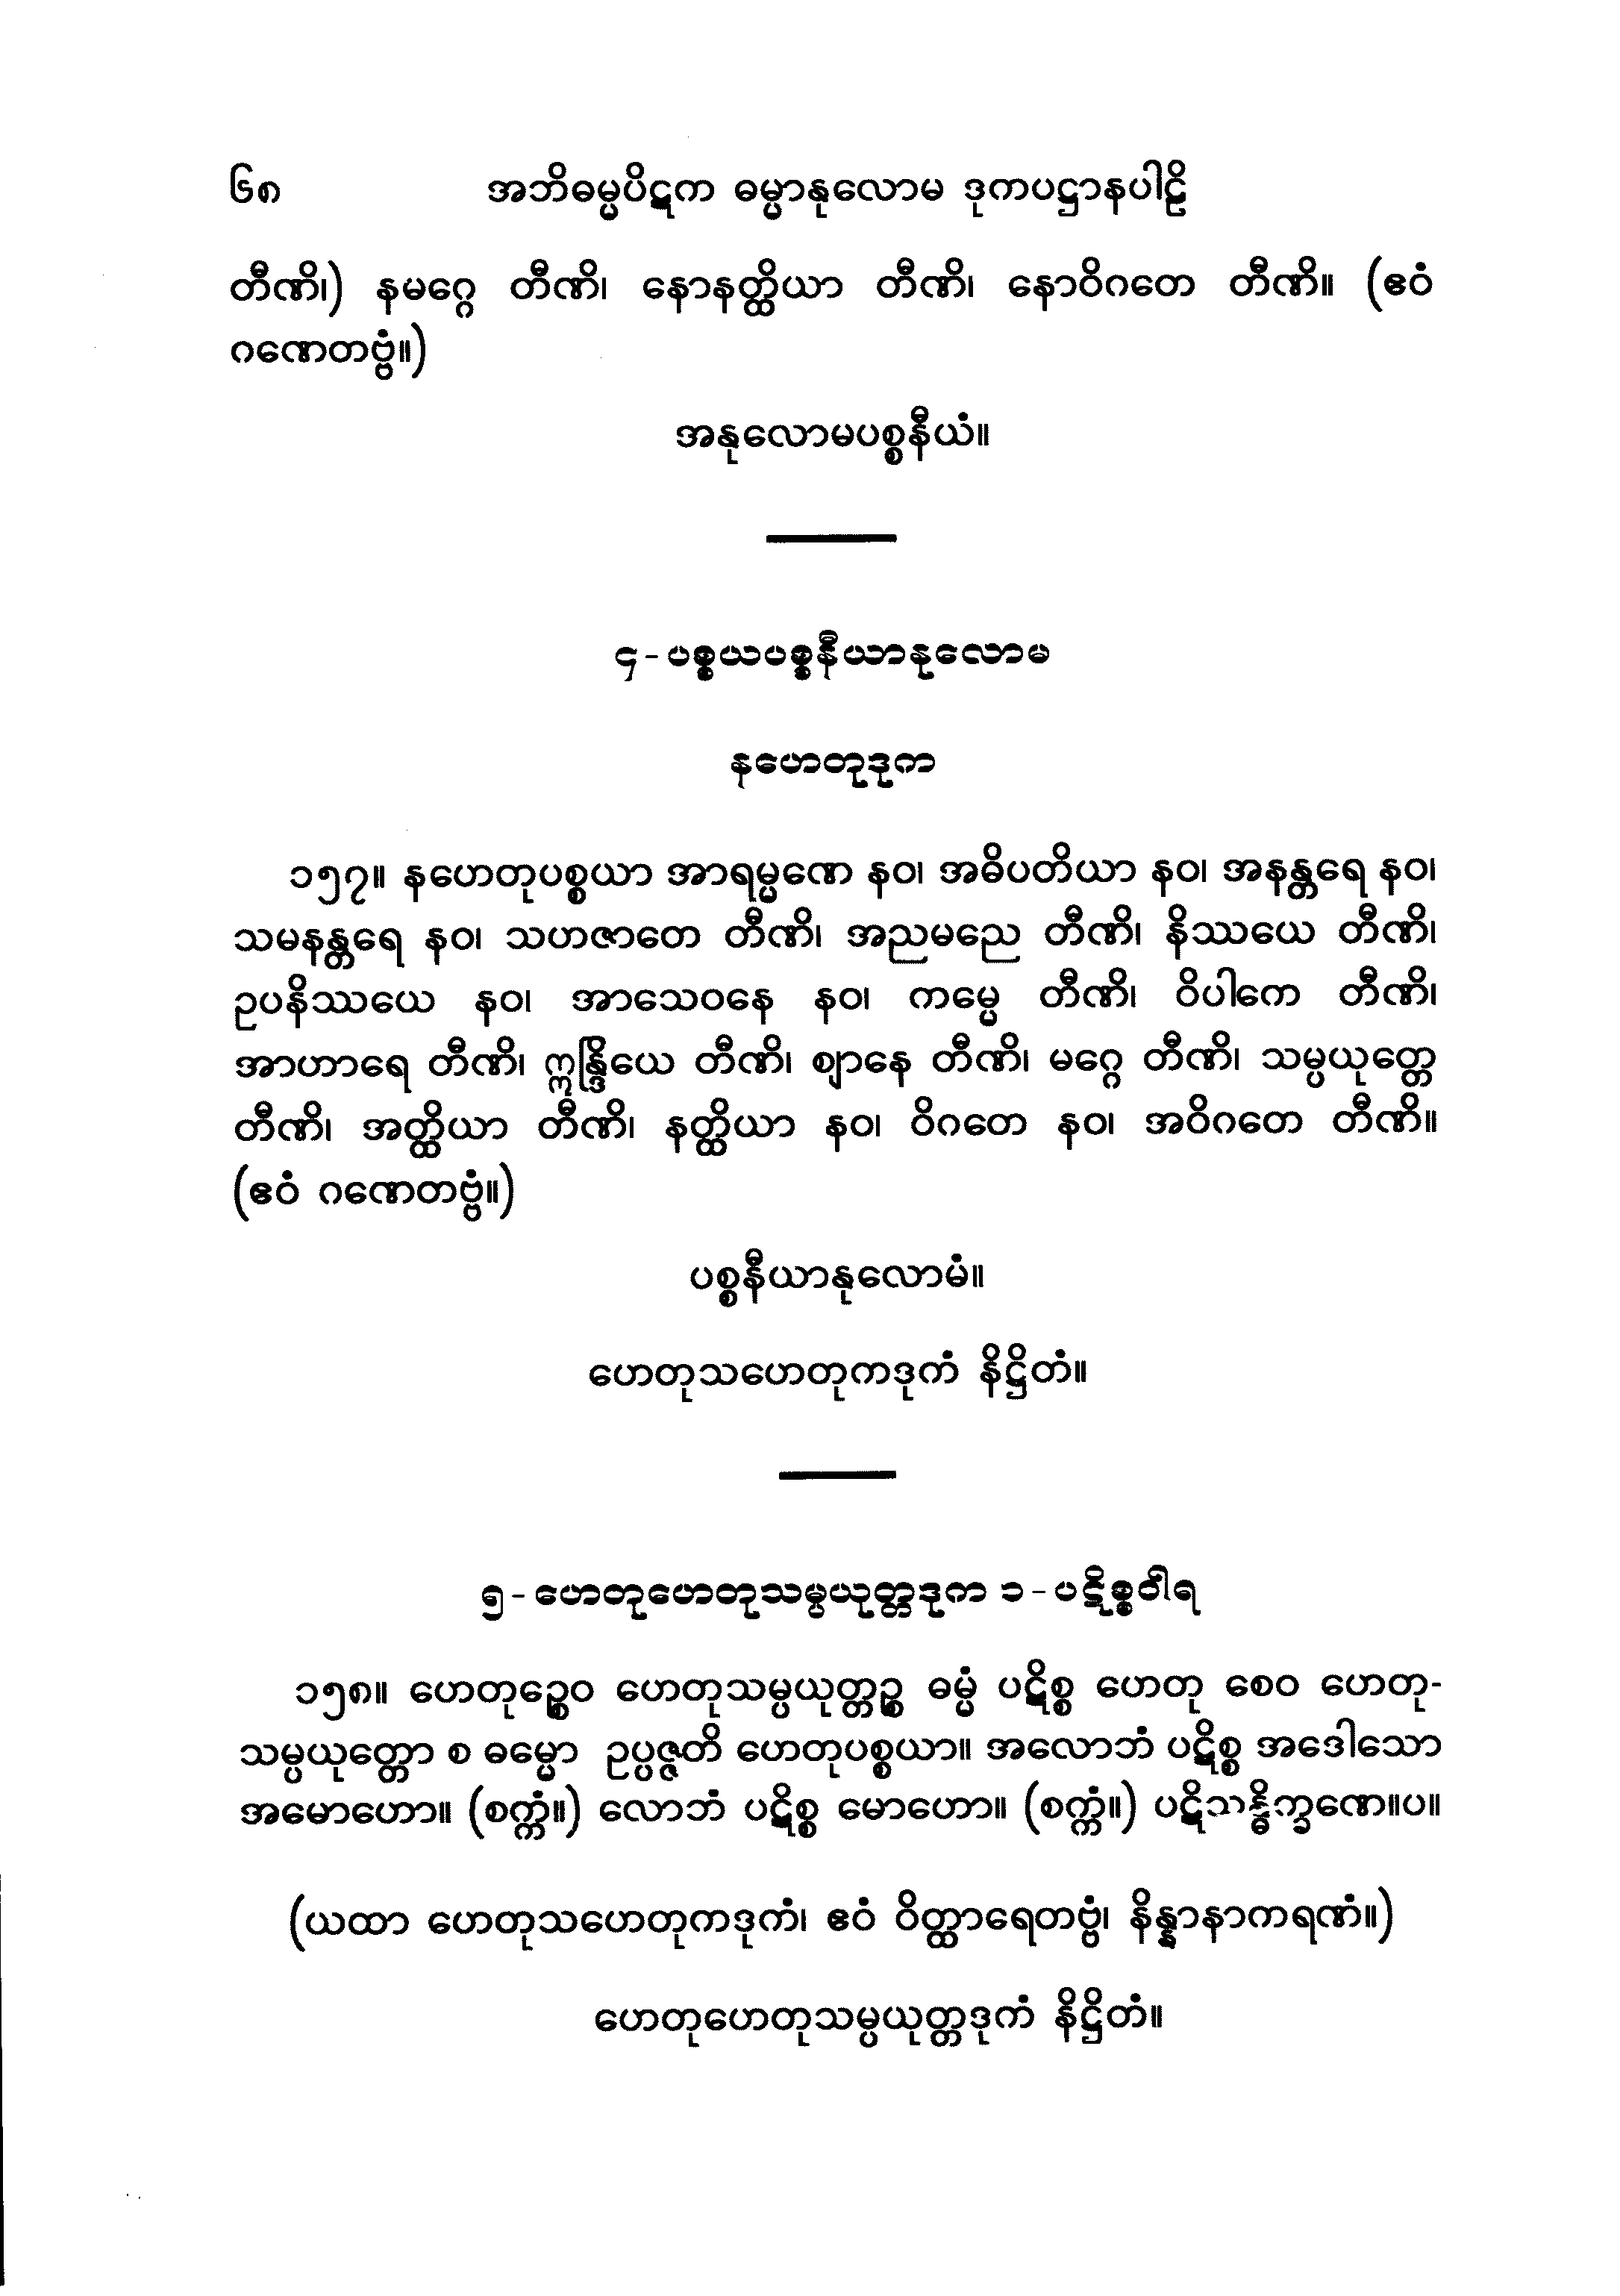 ၆၈ အဘိဓမ္မပိဋက ဓမ္မာနုလောမ ဒုကပဋ္ဌာနပါဠိ
တီဏိ၊) နမဂ္ဂေ တီဏိ၊ နောနတ္ထိယာ တီဏိ၊ နောဝိဂတေ တီဏိ။ (ဧဝံ
ဂဏေတဗ္ဗံ။)
အနုလောမပစ္စနီယံ။
၄-ပစ္စယပစ္စနီယာနုလောမ
နဟေတုဒုက
၁၅၇။ နဟေတုပစ္စယာ အာရမ္မဏေ နဝ၊ အဓိပတိယာ နဝ၊ အနန္တရေ နဝ၊
သမနန္တရေ နဝ၊ သဟဇာတေ တီဏိ၊ အညမညေ တီဏိ၊ နိဿယေ တီဏိ၊
ဥပနိဿယေ နဝ၊ အာသေဝနေ နဝ၊ ကမ္မေ တီဏိ၊ ဝိပါကေ တီဏိ၊
အာဟာရေ တီဏိ၊ ဣန္ဒြိယေ တီဏိ၊ ဈာနေ တီဏိ၊ မဂ္ဂေ တီဏိ၊ သမ္ပယုတ္တေ
တီဏိ၊ အတ္ထိယာ တီဏိ၊ နတ္ထိယာ နဝ၊ ဝိဂတေ နဝ၊ အဝိဂတေ တီဏိ။
(ဧဝံ ဂဏေတဗ္ဗံ။)
ပစ္စနီယာနုလောမံ။
ဟေတုသဟေတုကဒုကံ နိဋ္ဌိတံ။
၅-ဟေတုဟေတုသမ္ပယုတ္တဒုက ၁-ပဋိစ္စဝါရ
၁၅၈။ ဟေတုဉ္စေဝ ဟေတုသမ္ပယုတ္တဉ္စ ဓမ္မံ ပဋိစ္စ ဟေတု စေဝ ဟေတု-
သမ္ပယုတ္တော စ ဓမ္မော ဥပ္ပဇ္ဇတိ ဟေတုပစ္စယာ။ အလောဘံ ပဋိစ္စ အဒေါသော
အမောဟော။ (စက္ကံ။) လောဘံ ပဋိစ္စ မောဟော။ (စက္ကံ။) ပဋိသန္ဓိက္ခဏေ။ပ။
(ယထာ ဟေတုသဟေတုကဒုကံ၊ ဧဝံ ဝိတ္ထာရေတဗ္ဗံ၊ နိန္နာနာကရဏံ။)
ဟေတုဟေတုသမ္ပယုတ္တဒုကံ နိဋ္ဌိတံ။